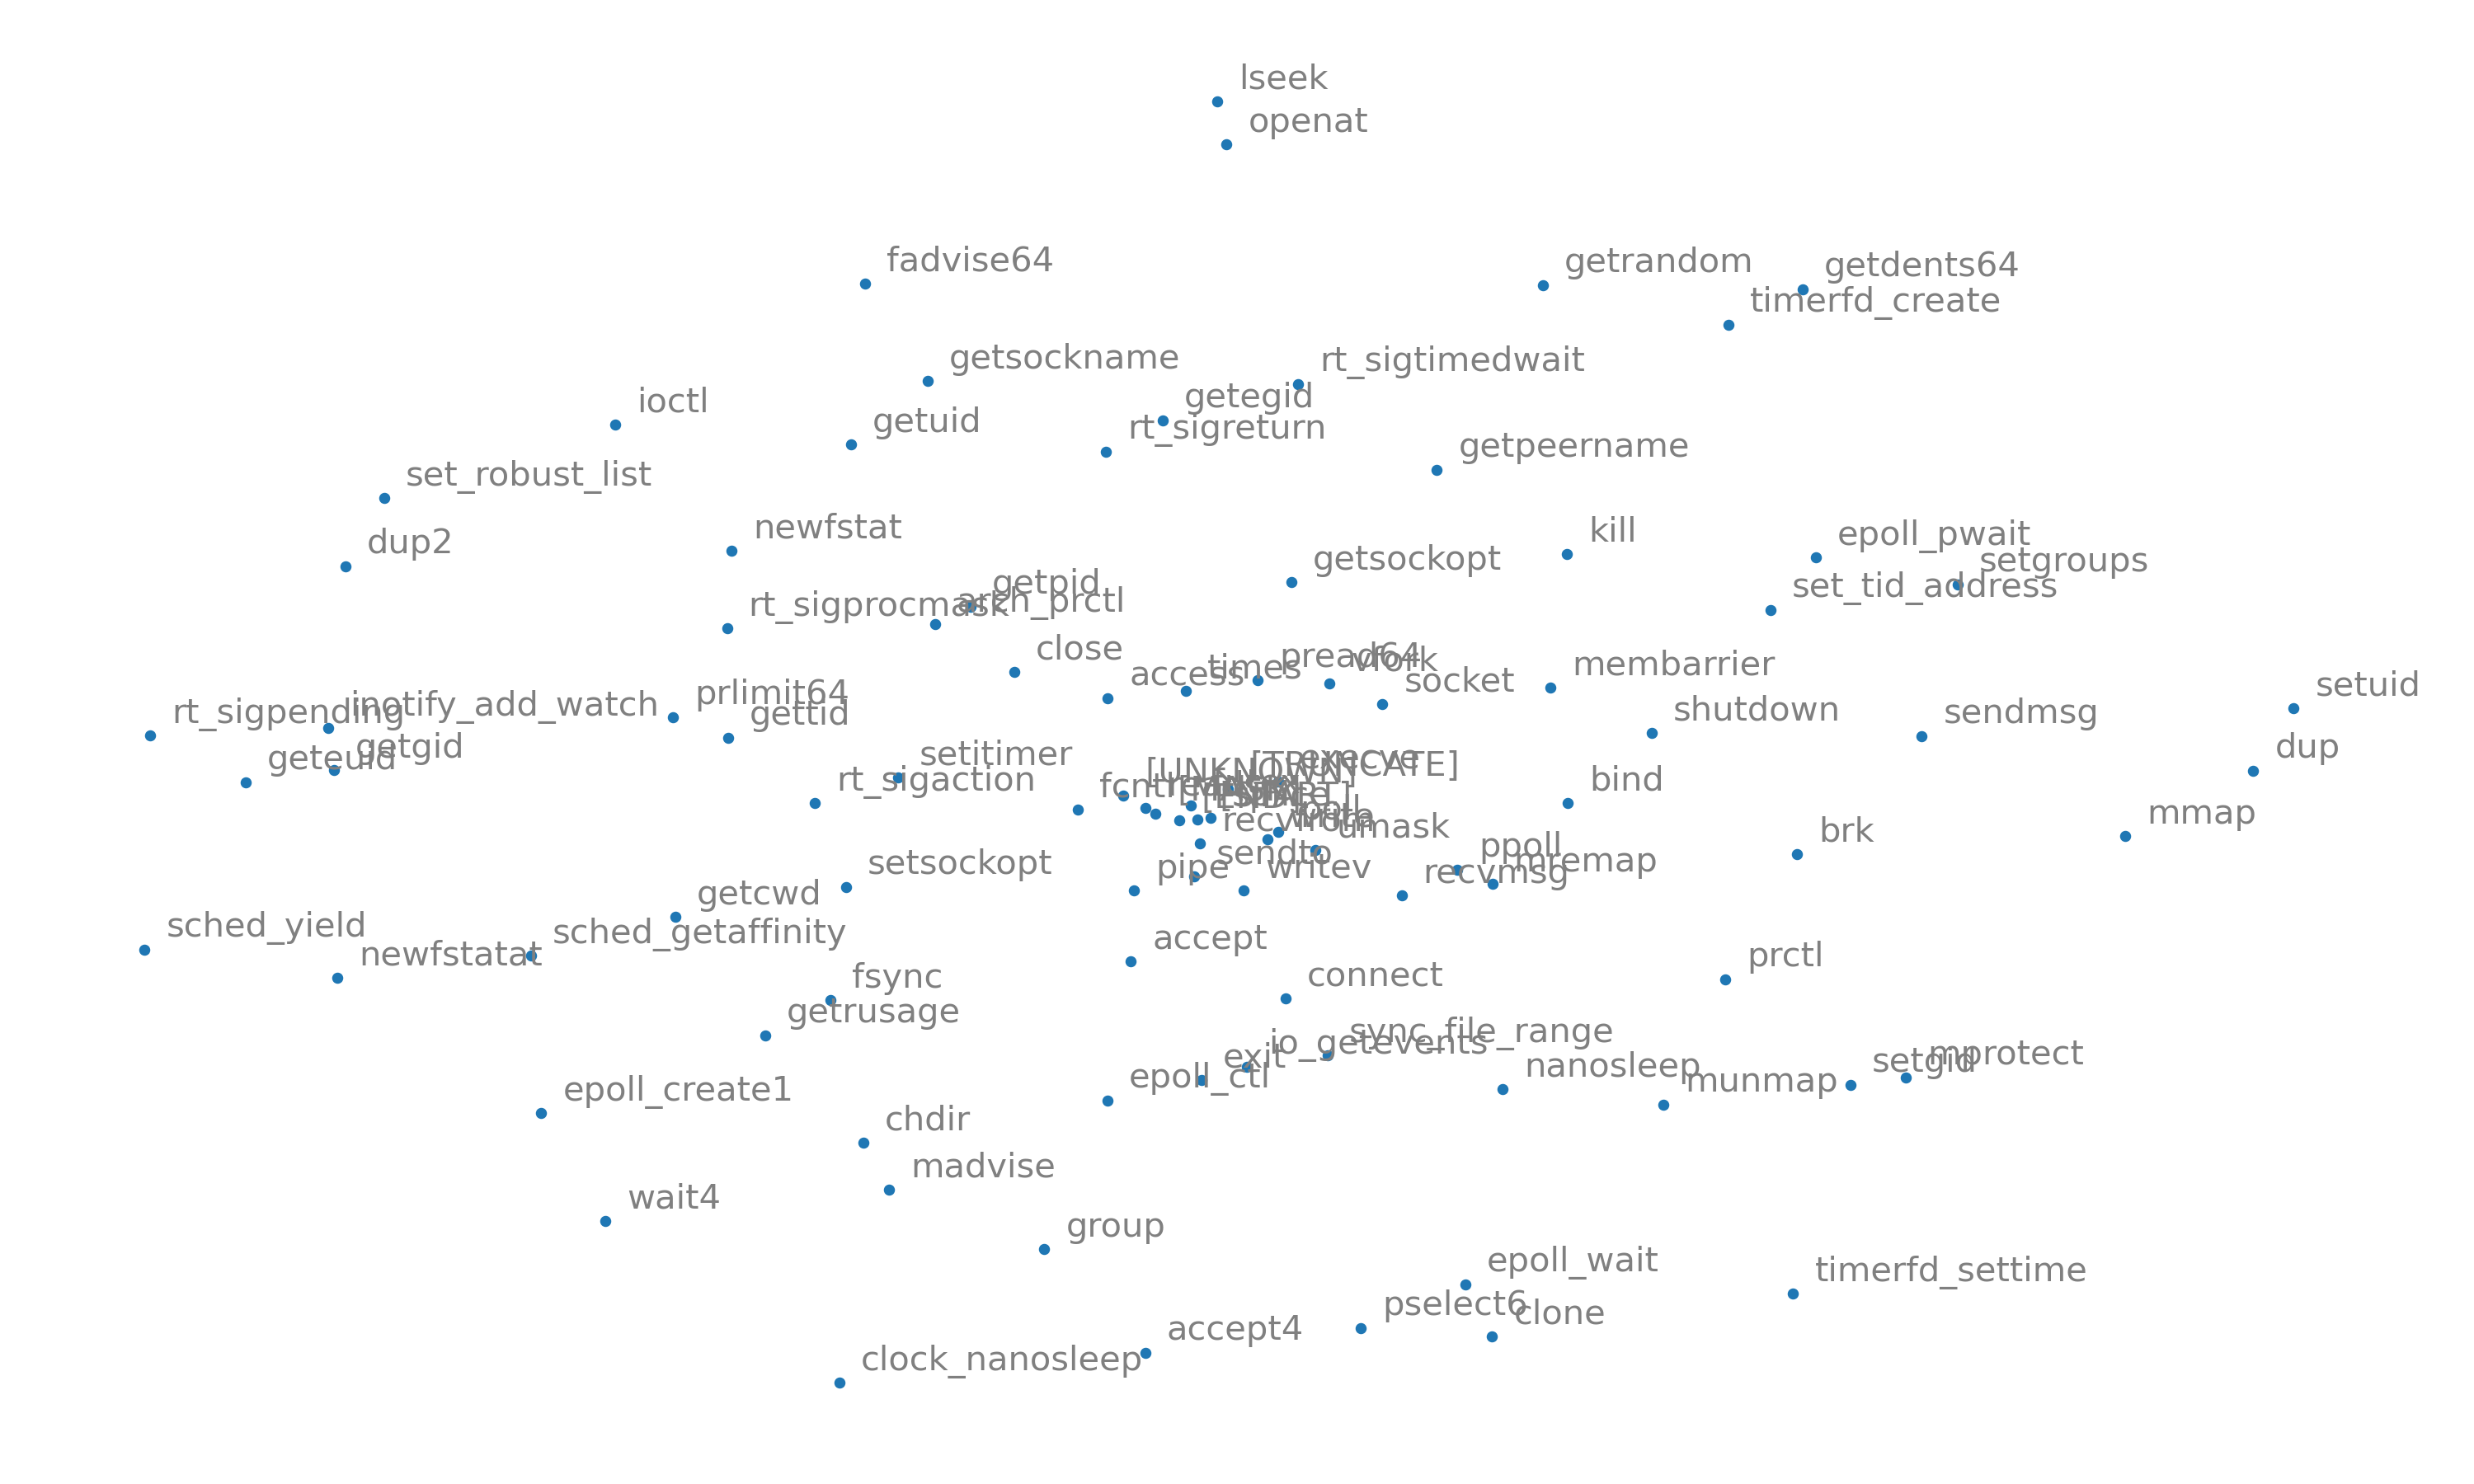 lseek
openat
fadvise64
getrandom
getdents64
timerfd_create
getsockname
rt_sigtimedwait
ioctl
getegid
getuid
rt_sigreturn
getpeername
set_robust_list
newfstat
kill
epoll_pwait
dup2
getsockopt
setgroups
getpid
set_tid_address
rt_sigprocmask
arch_prctl
close
pread64
vfork
times
access
socket
membarrier
setuid
prlimit64
inotify_add_watch
rt_sigpending
gettid
shutdown
sendmsg
getgid
geteuid
setitimer
execve
dup
[UNKNOWN]
[TRUNCATE]
rt_sigaction
fcntl
bind
mmap
[START]
recvfrom
umask
brk
sendto
ppoll
setsockopt
pipe
writev
recvmsg
mremap
getcwd
sched_yield
sched_getaffinity
newfstatat
accept
prctl
fsync
connect
getrusage
sync_file_range
io_getevents
exit
epoll_ctl
nanosleep
munmap
setgid
mprotect
epoll_create1
chdir
madvise
wait4
group
epoll_wait
timerfd_settime
pselect6
clone
accept4
clock_nanosleep